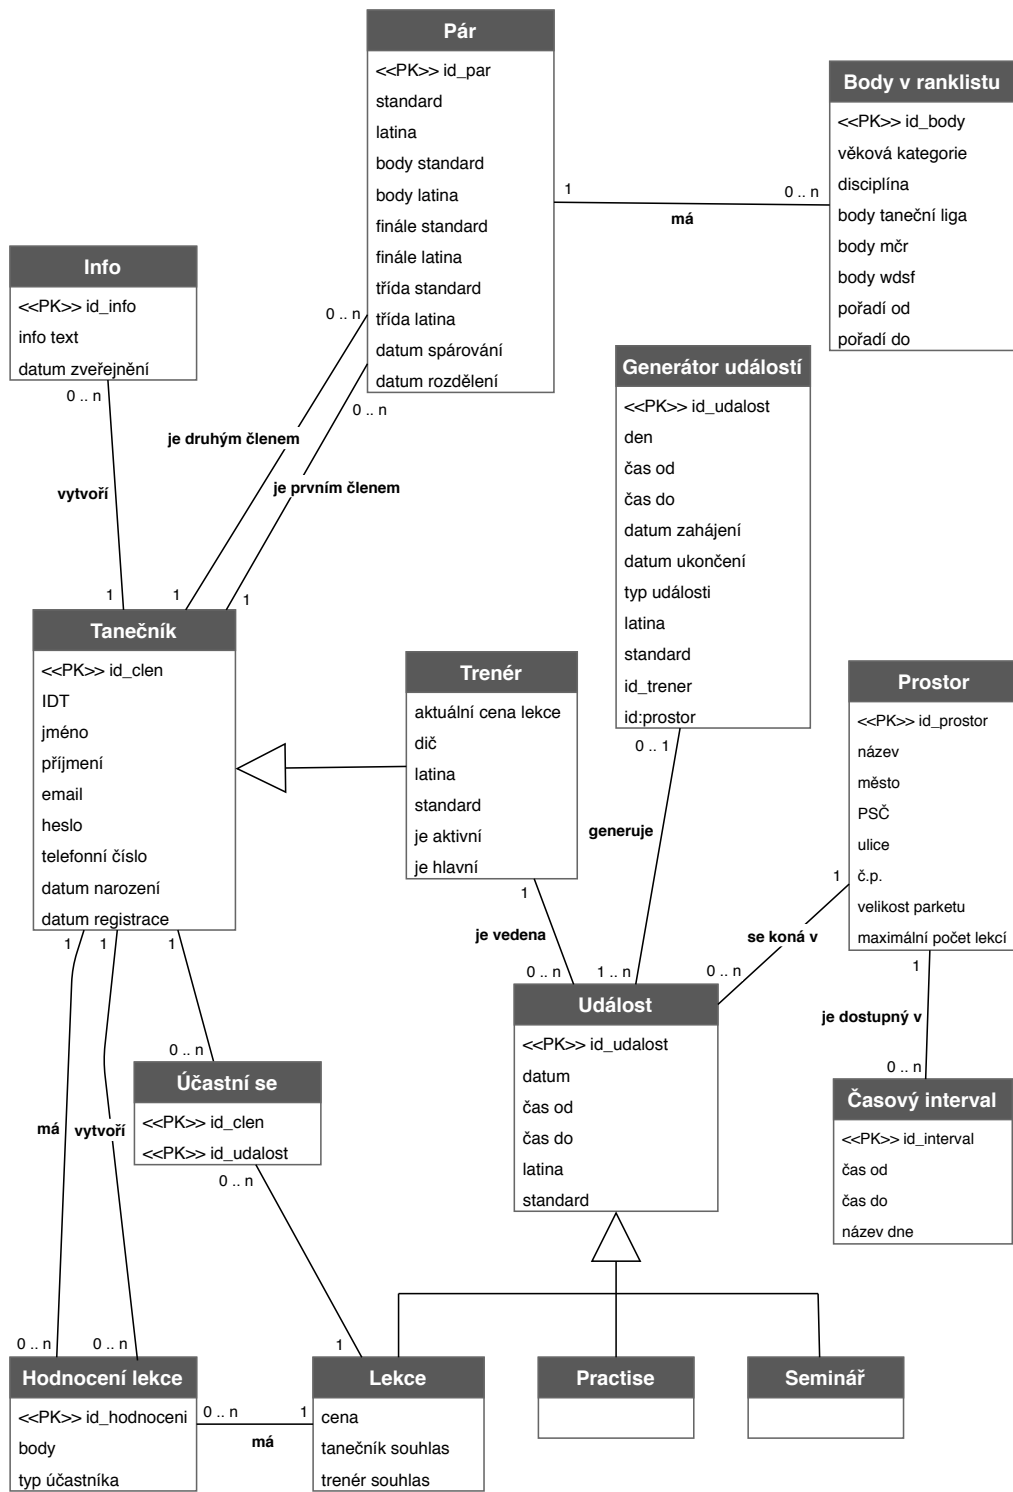 Pár
<<PK>> id_par
standard
latina
body standard
body latina
finále standard
finále latina
třída standard
třída latina
datum spárování
datum rozdělení
Body v ranklistu
<<PK>> id_body
věková kategorie
disciplína
body taneční liga
body mčr
body wdsf
pořadí od
pořadí do
1
0 .. n
má
Info
<<PK>> id_info
info text
datum zveřejnění
0 .. n
vytvoří
1
0 .. n
je druhým členem
1
0 .. n
je prvním členem
1
Generátor událostí
<<PK>> id_udalost
den
čas od
čas do
datum zahájení
datum ukončení
typ události
latina
standard
id_trener
id:prostor
0 .. 1
generuje
1 .. n
Tanečník
<<PK>> id_clen
IDT
jméno
příjmení
email
heslo
telefonní číslo
datum narození
datum registrace
Trenér
aktuální cena lekce
dič
latina
standard
je aktivní
je hlavní
1
je vedena
0 .. n
Prostor
<<PK>> id_prostor
název
město
PSČ
ulice
č.p.
velikost parketu
maximální počet lekcí
1
se koná v
0 .. n
1
je dostupný v
0 .. n
Událost
<<PK>> id_udalost
datum
čas od
čas do
latina
standard
Časový interval
<<PK>> id_interval
čas od
čas do
název dne
1
1
1
0 .. n
Účastní se
<<PK>> id_clen
<<PK>> id_udalost
0 .. n
má
vytvoří
0 .. n
0 .. n
1
Hodnocení lekce
<<PK>> id_hodnoceni
body
typ účastníka
0 .. n
1
má
Lekce
cena
tanečník souhlas
trenér souhlas
Practise
Seminář